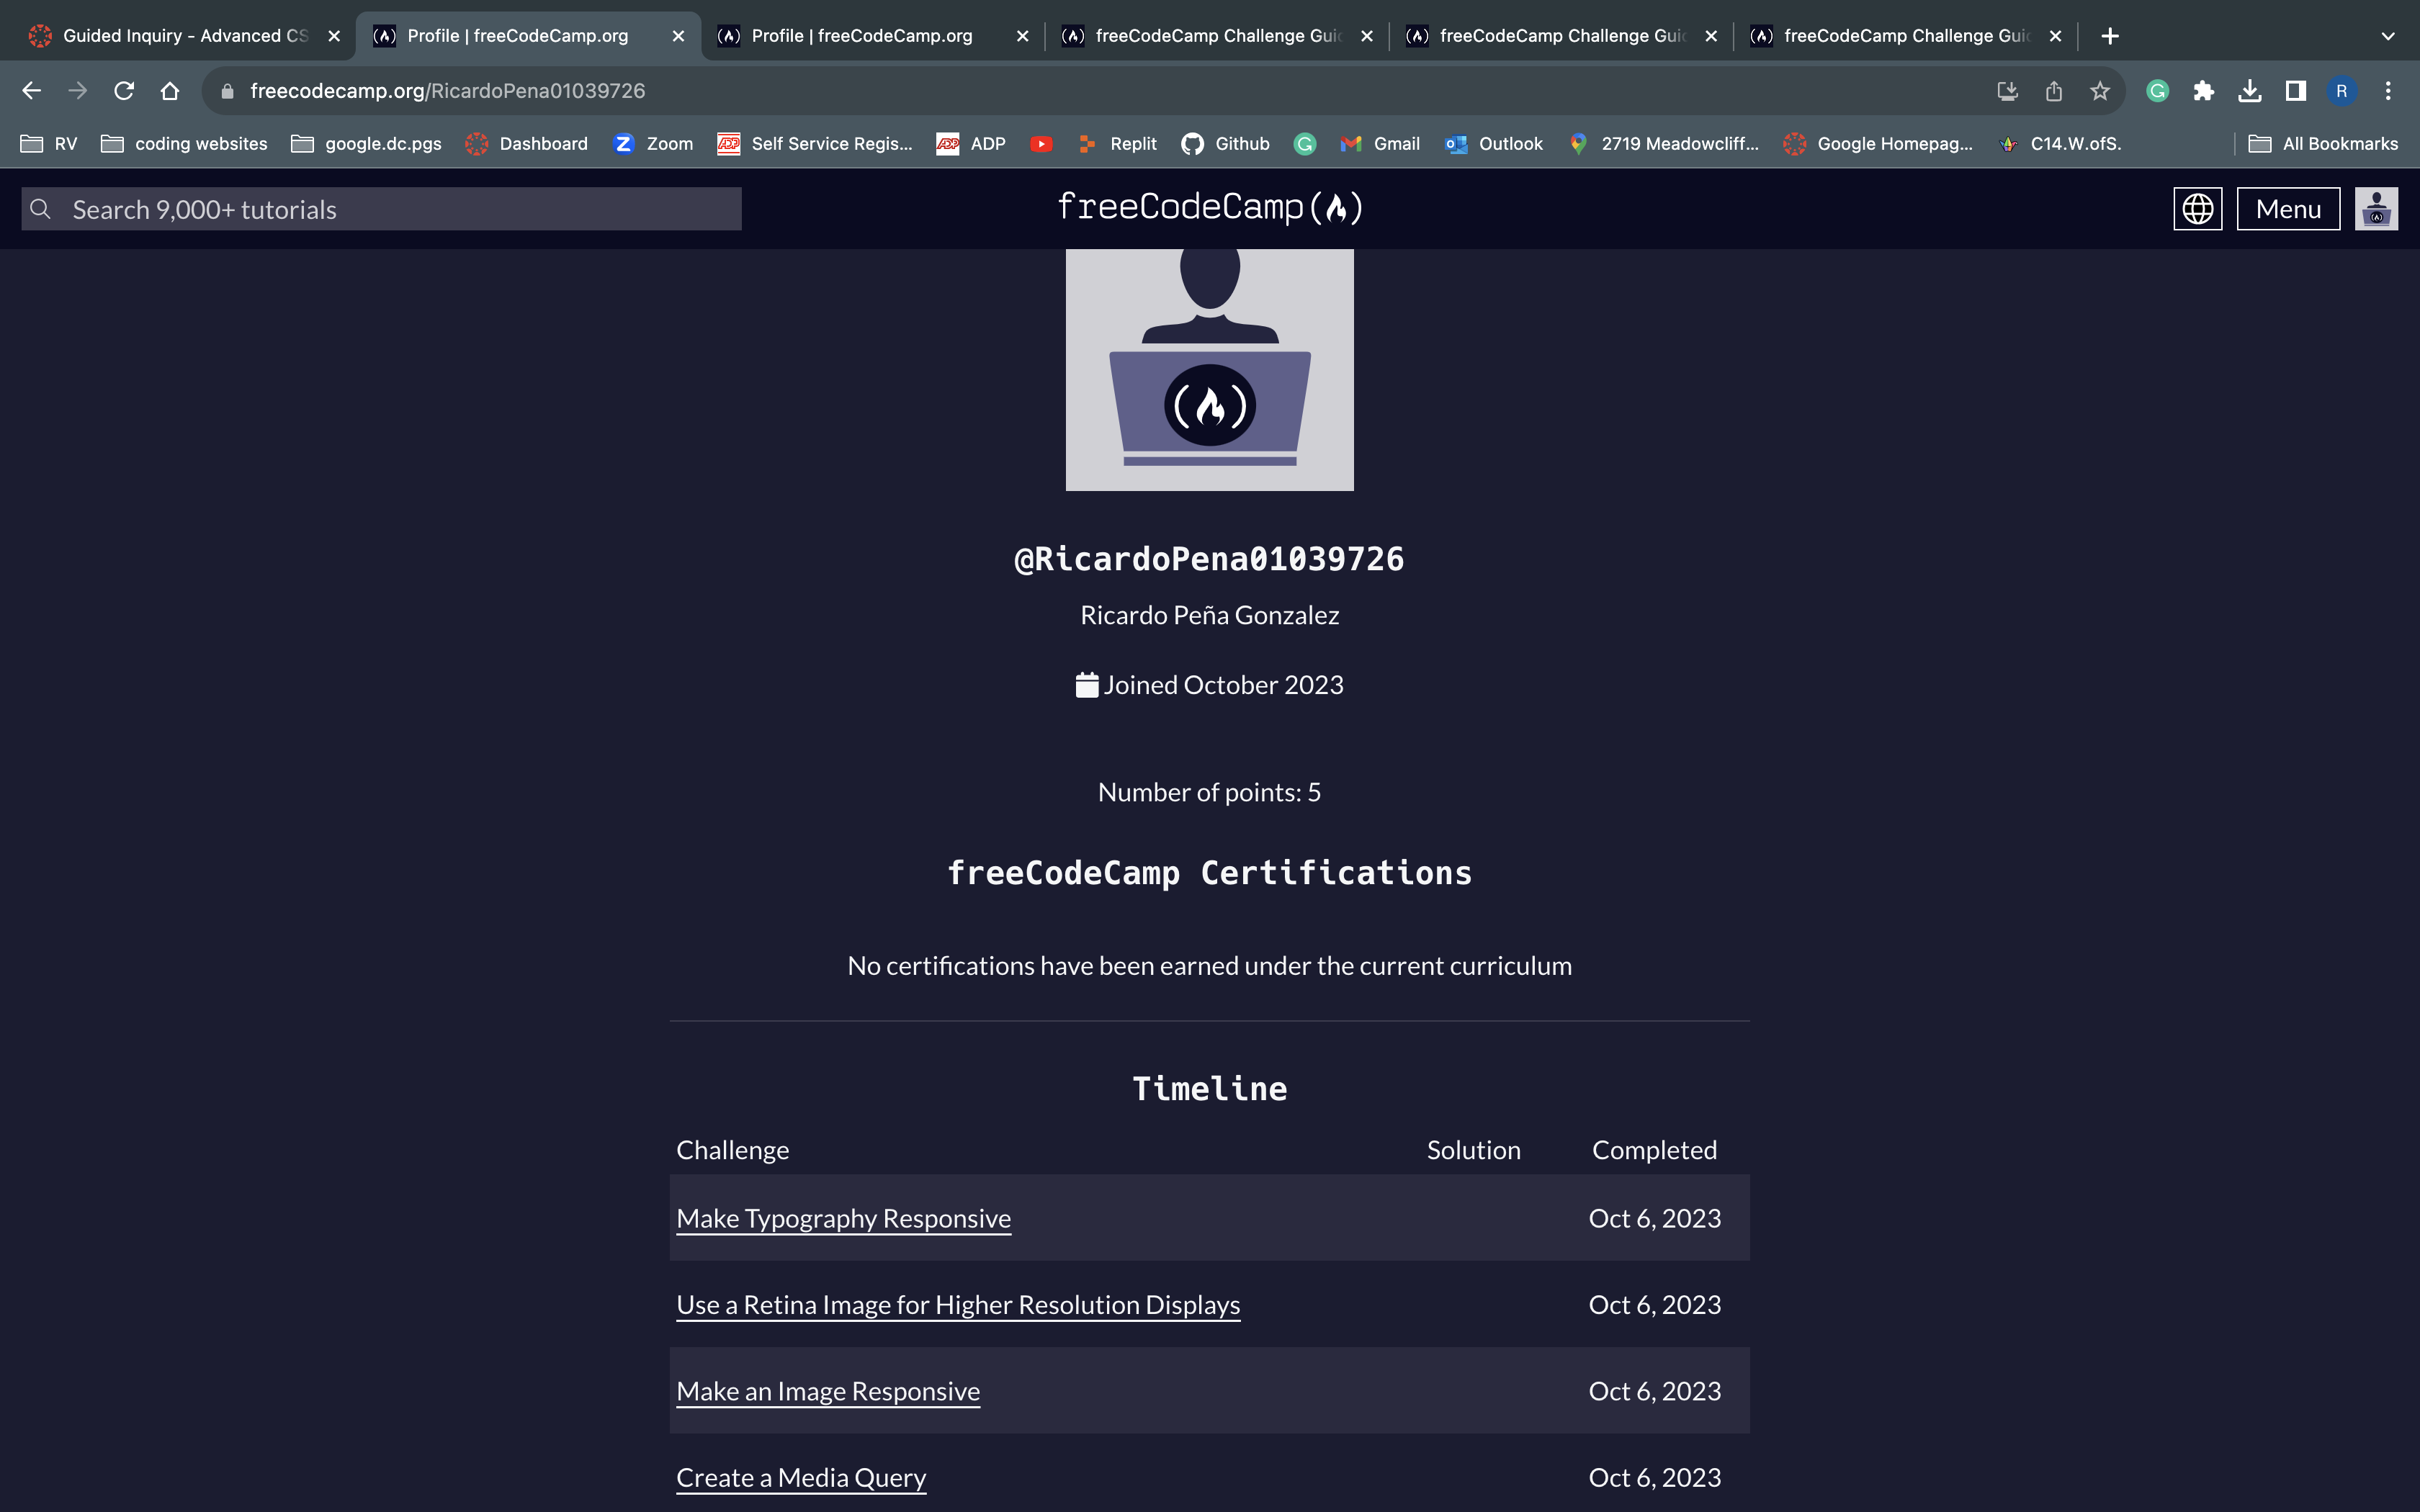 Guided Inquiry - Advanced CS
Profile | freeCodeCamp.org
Profile | freeCodeCamp.org
freeCodeCamp Challenge Gui
freeCodeCamp Challenge Gui
freeCodeCamp Challenge Gui
freecodecamp.org/RicardoPena01039726
R
RV
coding websites
google.dc.pgs
Dashboard
Zoom
Self Service Regis...
ADP
Replit
Github
Gmail
Outlook
2719 Meadowcliff...
Google Homepag...
C14.W.ofS.
All Bookmarks
Search 9,000+ tutorials
freeCodeCamp
Menu
@RicardoPena01039726
Ricardo Peña Gonzalez
Joined October 2023
Number of points: 5
freeCodeCamp Certifications
No certifications have been earned under the current curriculum
Timeline
Challenge Solution Completed
Make Typography Responsive Oct 6, 2023
Use a Retina Image for Higher Resolution Displays Oct 6, 2023
Make an Image Responsive Oct 6, 2023
Create a Media Query Oct 6, 2023